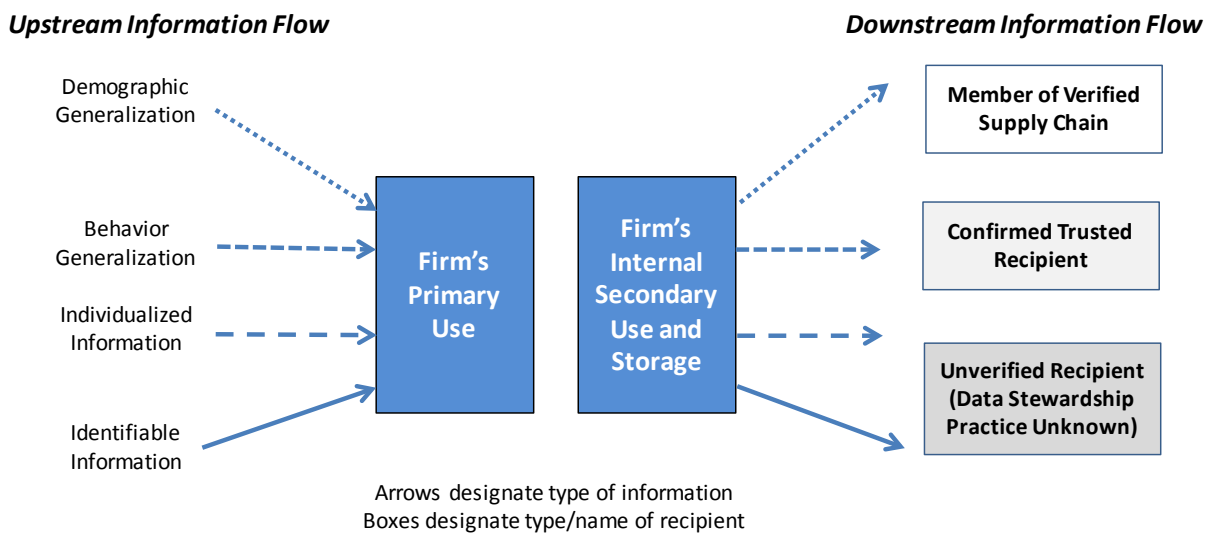 Upstream Information Flow
Downstream Information Flow
Demographic
Generalization
Behavior
Generalization
Individualized
Information
Identifiable
Information
Firm's
Primary
Use
Firm's
Internal
Secondary
Use and
Storage
Member of Verified
Supply Chain
Confirmed Trusted
Recipient
Unverified Recipient
(Data Stewardship
Practice Unknown)
Arrows designate type of information
Boxes designate type/name of recipient